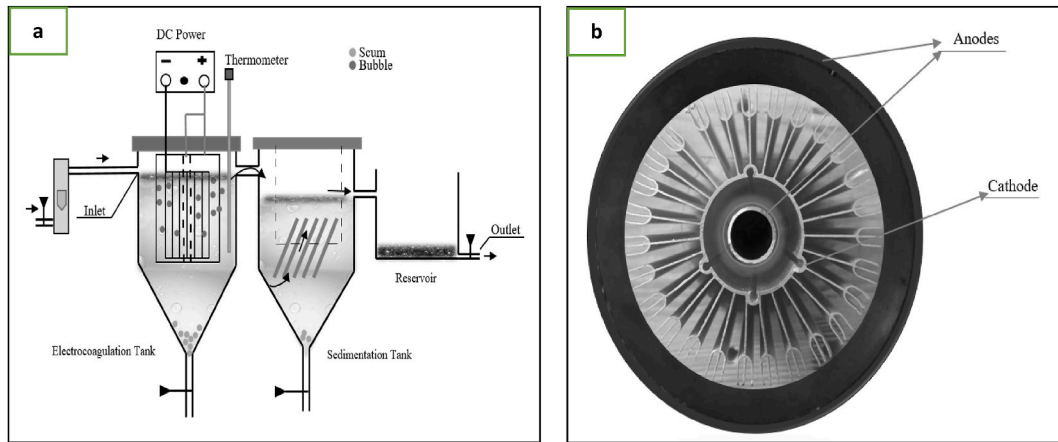 a
DC Power
−
+
Thermometer
Scum
Bubble
Inlet
Outlet
Reservoir
Electrocoagulation Tank
Sedimentation Tank
b
Anodes
Cathode